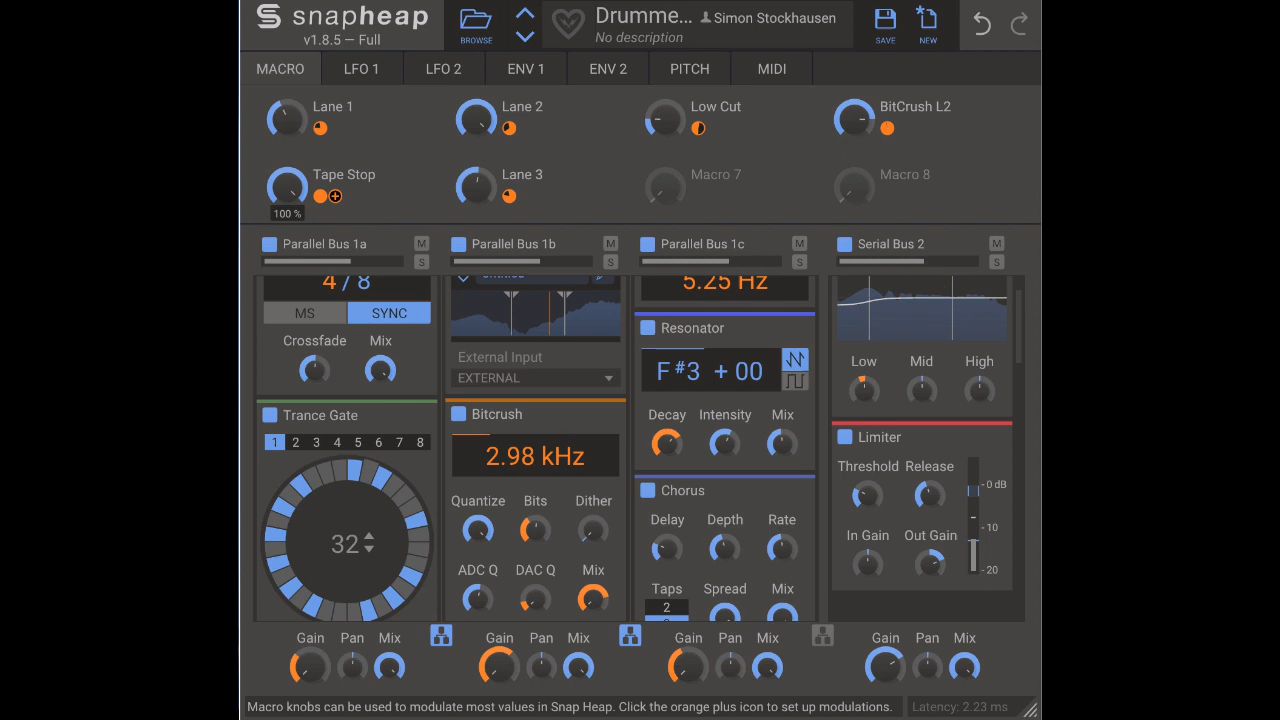 snapheap
v1.8.5 – Full
BROWSE
Drumme... Simon Stockhausen
No description
SAVE NEW
MACRO LFO 1 LFO 2 ENV 1 ENV 2 PITCH MIDI
Lane 1 Lane 2 Low Cut BitCrush L2
Tape Stop Lane 3 Macro 7 Macro 8
100 %
Parallel Bus 1a M Parallel Bus 1b M Parallel Bus 1c M Serial Bus 2 M
S S S S
4 / 8
MS SYNC
Crossfade Mix
Trance Gate
1 2 3 4 5 6 7 8
32
External Input
EXTERNAL
Bitcrush
2.98 kHz
Quantize Bits Dither
ADC Q DAC Q Mix
5.25 Hz
Resonator
F#3 + 00
Decay Intensity Mix
Chorus
Delay Depth Rate
Taps Spread Mix
2
Low Mid High
Limiter
Threshold Release
- 0 dB
In Gain Out Gain
- 10
- 20
Gain Pan Mix Gain Pan Mix Gain Pan Mix Gain Pan Mix
Macro knobs can be used to modulate most values in Snap Heap. Click the orange plus icon to set up modulations. Latency: 2.23 ms